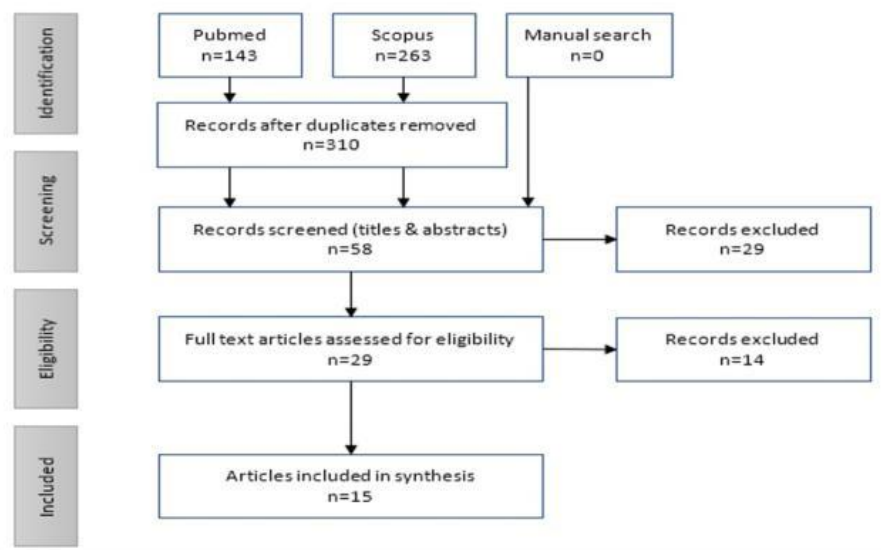 Identification
Pubmed
n=143
Scopus
n=263
Manual search
n=0
Records after duplicates removed
n=310
Screening
Records screened (titles & abstracts)
n=58
Records excluded
n=29
Eligibility
Full text articles assessed for eligibility
n=29
Records excluded
n=14
Included
Articles included in synthesis
n=15